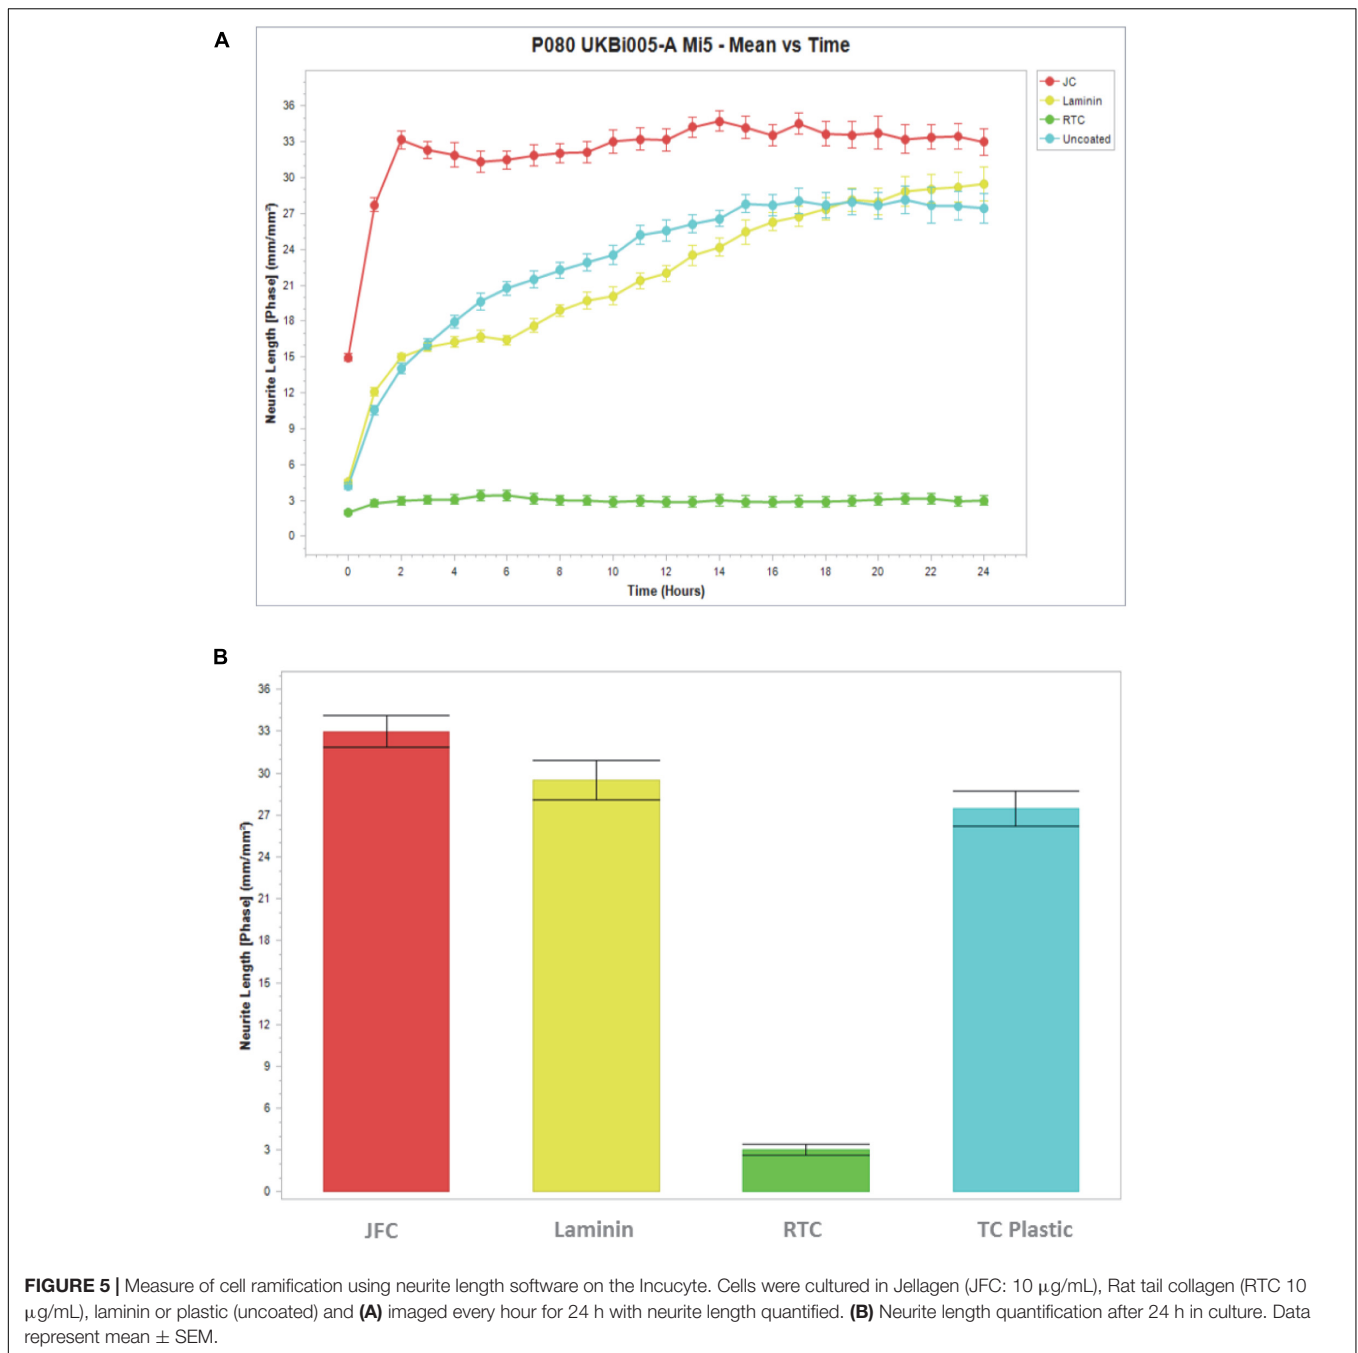 A
P080 UKBi005-A Mi5 - Mean vs Time
Neurite Length [Phase] (mm/mm²)
36
33
30
27
24
21
18
15
12
9
6
3
0
0 2 4 6 8 10 12 14 16 18 20 22 24
Time (Hours)
JC
Laminin
RTC
Uncoated
B
Neurite Length [Phase] (mm/mm²)
36
33
30
27
24
21
18
15
12
9
6
3
0
JFC Laminin RTC TC Plastic
FIGURE 5 | Measure of cell ramification using neurite length software on the Incucyte. Cells were cultured in Jellagen (JFC: 10 μg/mL), Rat tail collagen (RTC 10
μg/mL), laminin or plastic (uncoated) and (A) imaged every hour for 24 h with neurite length quantified. (B) Neurite length quantification after 24 h in culture. Data
represent mean ± SEM.